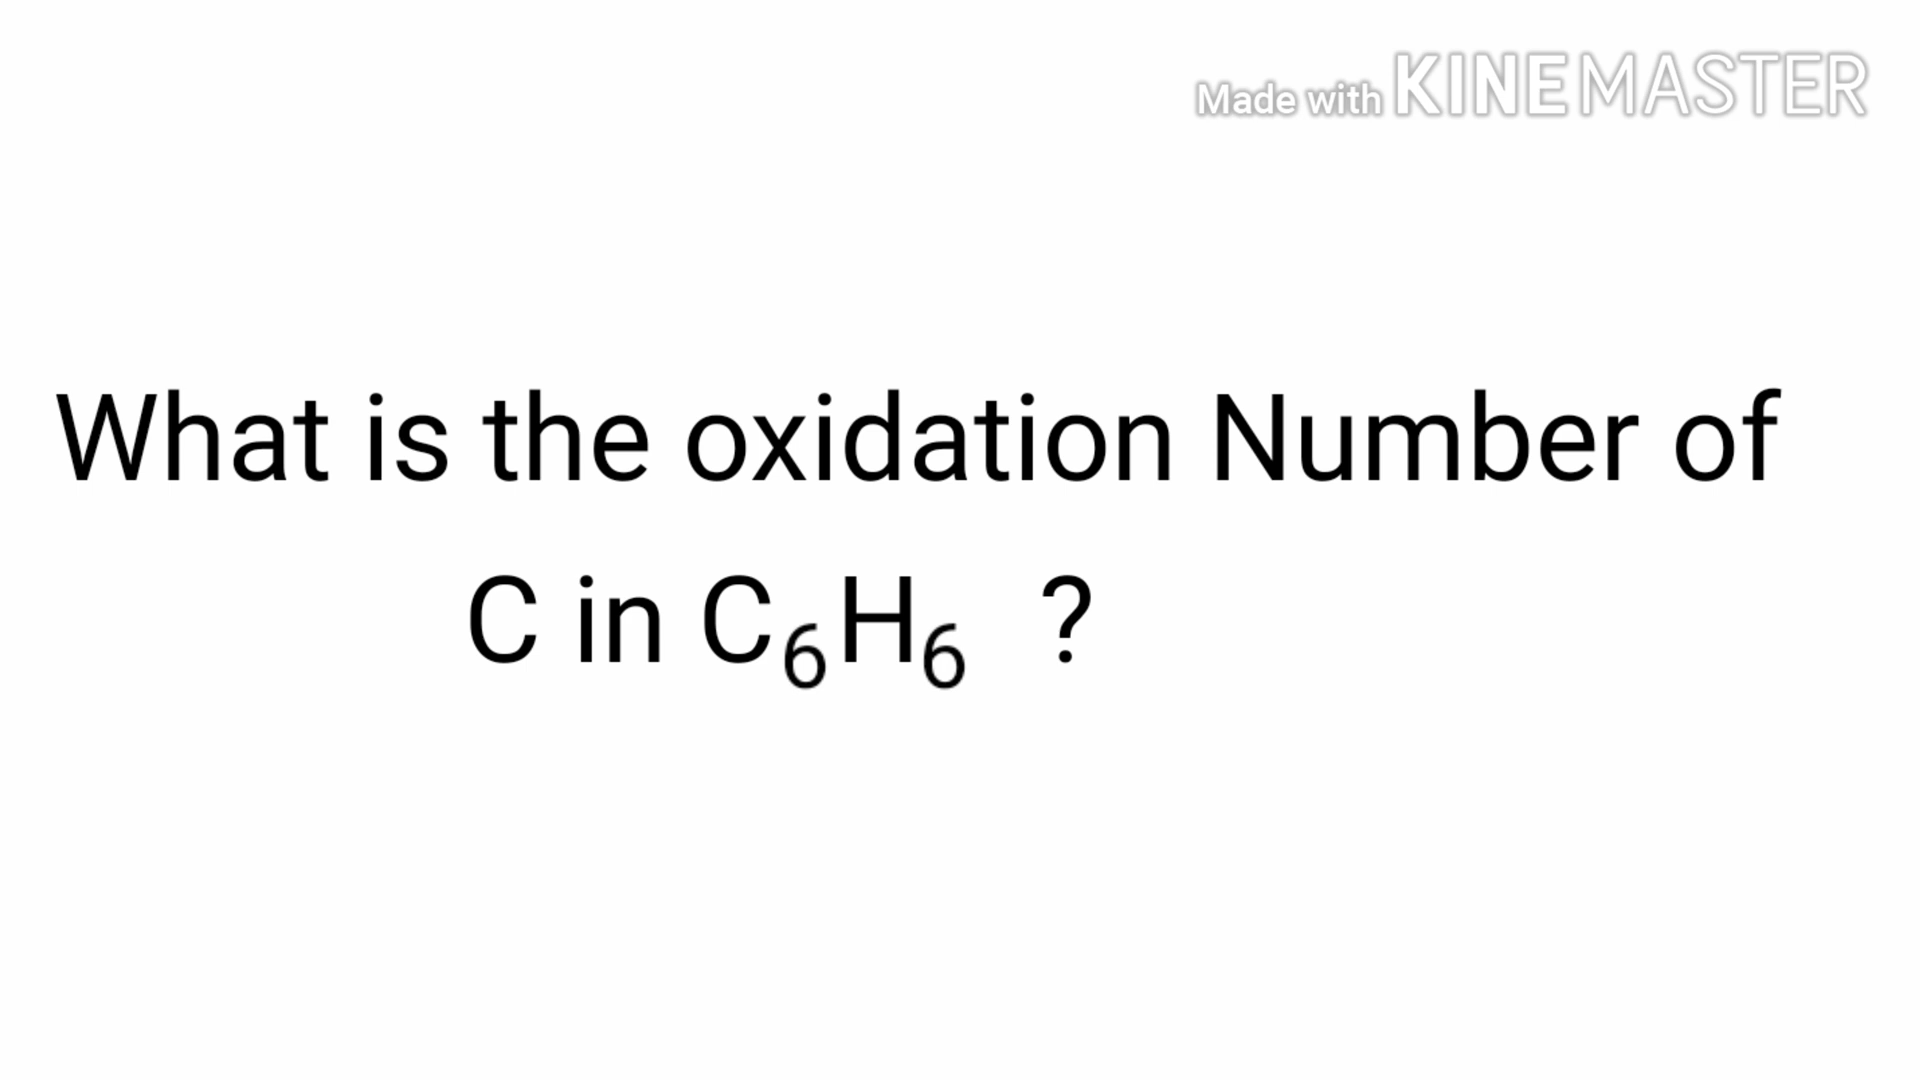 Made with KINEMASTER
What is the oxidation Number of
C in C₆H₆ ?